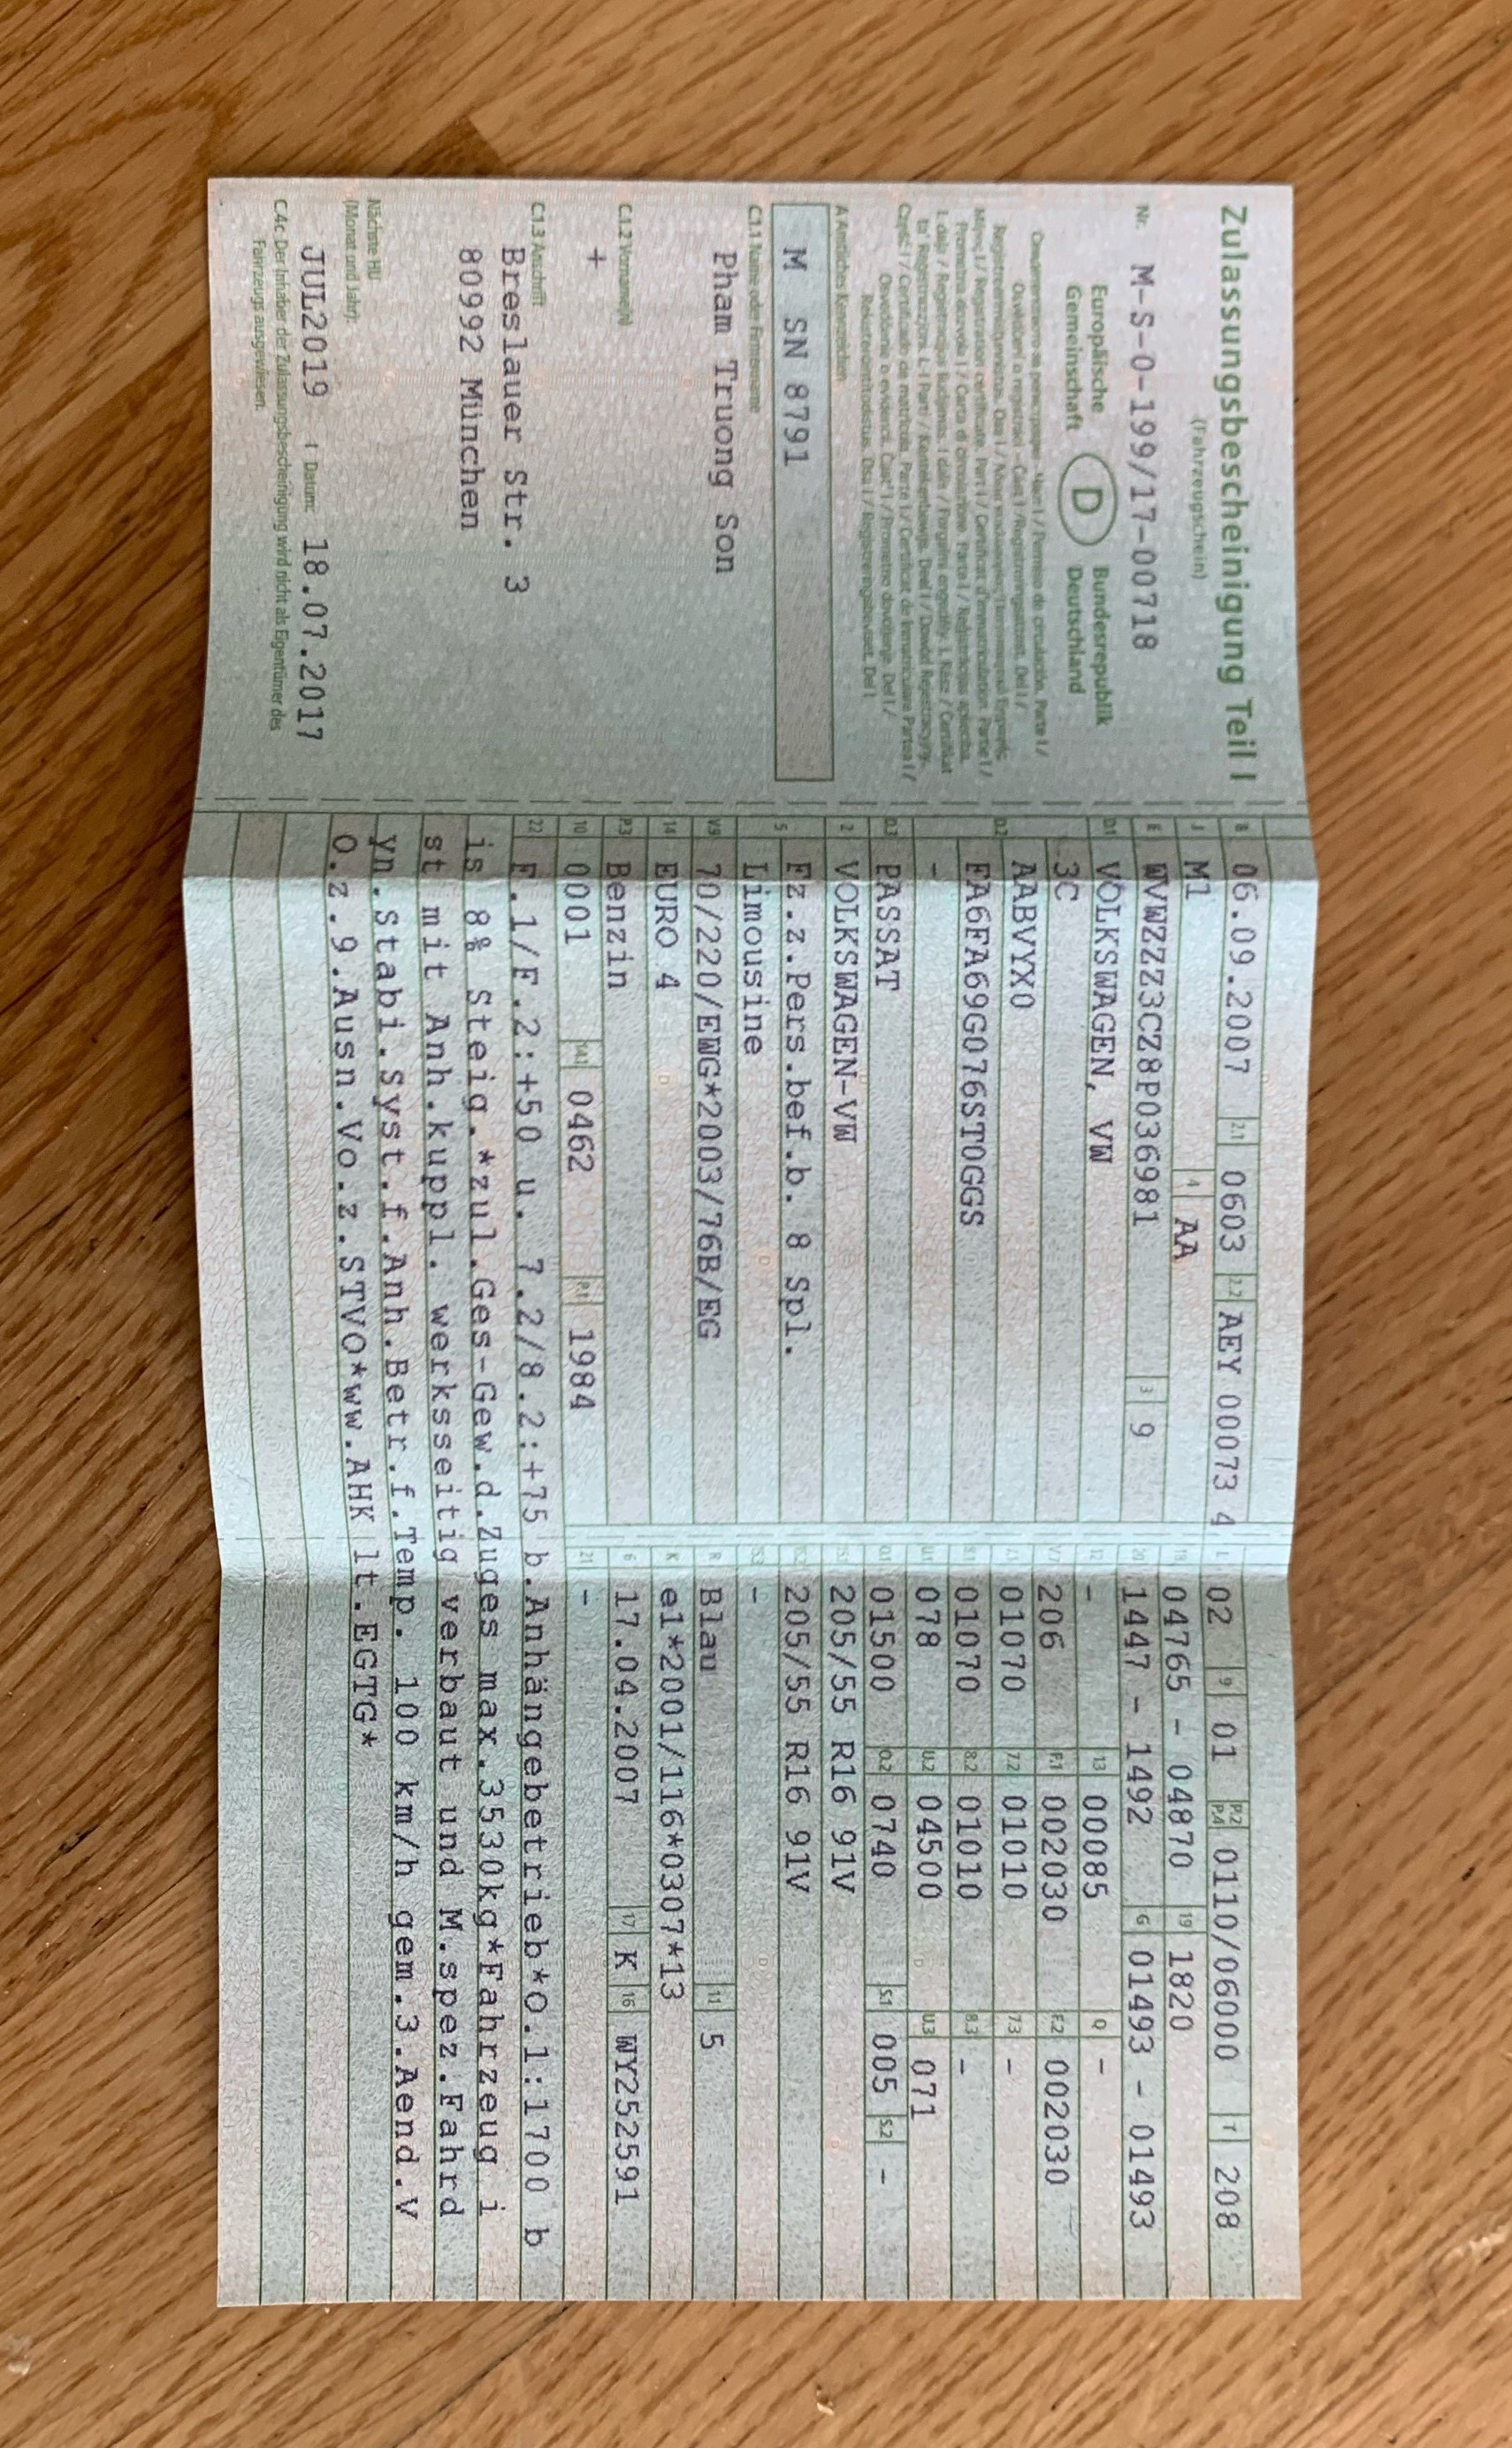 Zulassungsbescheinigung Teil I
(Fahrzeugschein)
Nr. M-S-0-199/17-00718
Europäische Gemeinschaft D Bundesrepublik Deutschland
Permiso de circulación. Parte I /
Osvědčení o registraci – Část I / Registreringsattest. Del I /
Registreerimistunnistus. Osa I /
Registration certificate. Part I / Certificat d'immatriculation. Partie I /
Prometna dozvola I / Carta di circolazione. Parte I / Reģistrācijas apliecība.
I. daļa / Registracijos liudijimas. I dalis / Forgalmi engedély. I. Rész / Ċertifikat
ta' Reġistrazzjoni. L-I Parti / Kentekenbewijs. Deel I / Dowód Rejestracyjny.
Część I / Certificado de matrícula. Parte I / Certificat de înmatriculare Partea I /
Osvedčenie o evidencii. Časť I / Prometno dovoljenje. Del I /
Rekisteröintitodistus. Osa I / Registreringsbeviset. Del I
A Amtliches Kennzeichen
M SN 8791
C.1.1 Name oder Firmenname
Pham Truong Son
C.1.2 Vorname(n)
+
C.1.3 Anschrift
Breslauer Str. 3
80992 München
Nächste HU
(Monat und Jahr):
JUL2019 I Datum: 18.07.2017
C.4c Der Inhaber der Zulassungsbescheinigung wird nicht als Eigentümer des
Fahrzeugs ausgewiesen.
B 06.09.2007 2.1 0603 2.2 AEY 00073 4
J M1 4 AA
E WVWZZZ3CZ8P036981 3 9
D.1 VOLKSWAGEN, VW
3C
AABVYX0
D.2
FA6FA69G076ST0GGS
–
D.3 PASSAT
2 VOLKSWAGEN-VW
Fz.z.Pers.bef.b. 8 Spl.
5
Limousine
V.9 70/220/EWG*2003/76B/EG
14 EURO 4
P.3 Benzin
10 0001 14.1 0462 P.1 1984
L 02 9 01 P.2 P.4 0110/06000 T 208
18 04765 – 04870 19 1820
20 1447 – 1492 G 01493 – 01493
12 – 13 00085 Q –
V.7 206 F.1 002030 F.2 002030
7.1 01070 7.2 01010 7.3 –
8.1 01070 8.2 01010 8.3 –
U.1 078 U.2 04500 U.3 071
O.1 01500 O.2 0740 S.1 005 S.2 –
15.1 205/55 R16 91V
15.2 205/55 R16 91V
15.3 –
R Blau 11 5
K e1*2001/116*0307*13
6 17.04.2007 17 K 16 WY252591
21 –
22 F.1/F.2:+50 u. 7.2/8.2:+75 b.Anhängebetrieb*O.1:1700 b
is 8% Steig.*zul.Ges-Gew.d.Zuges max.3530kg*Fahrzeug i
st mit Anh.kuppl. werksseitig verbaut und M.spez.Fahrd
yn.Stabi.Syst.f.Anh.Betr.f.Temp. 100 km/h gem.3.Aend.V
O.z.9.Ausn.Vo.z.STVO*ww.AHK lt.EGTG*